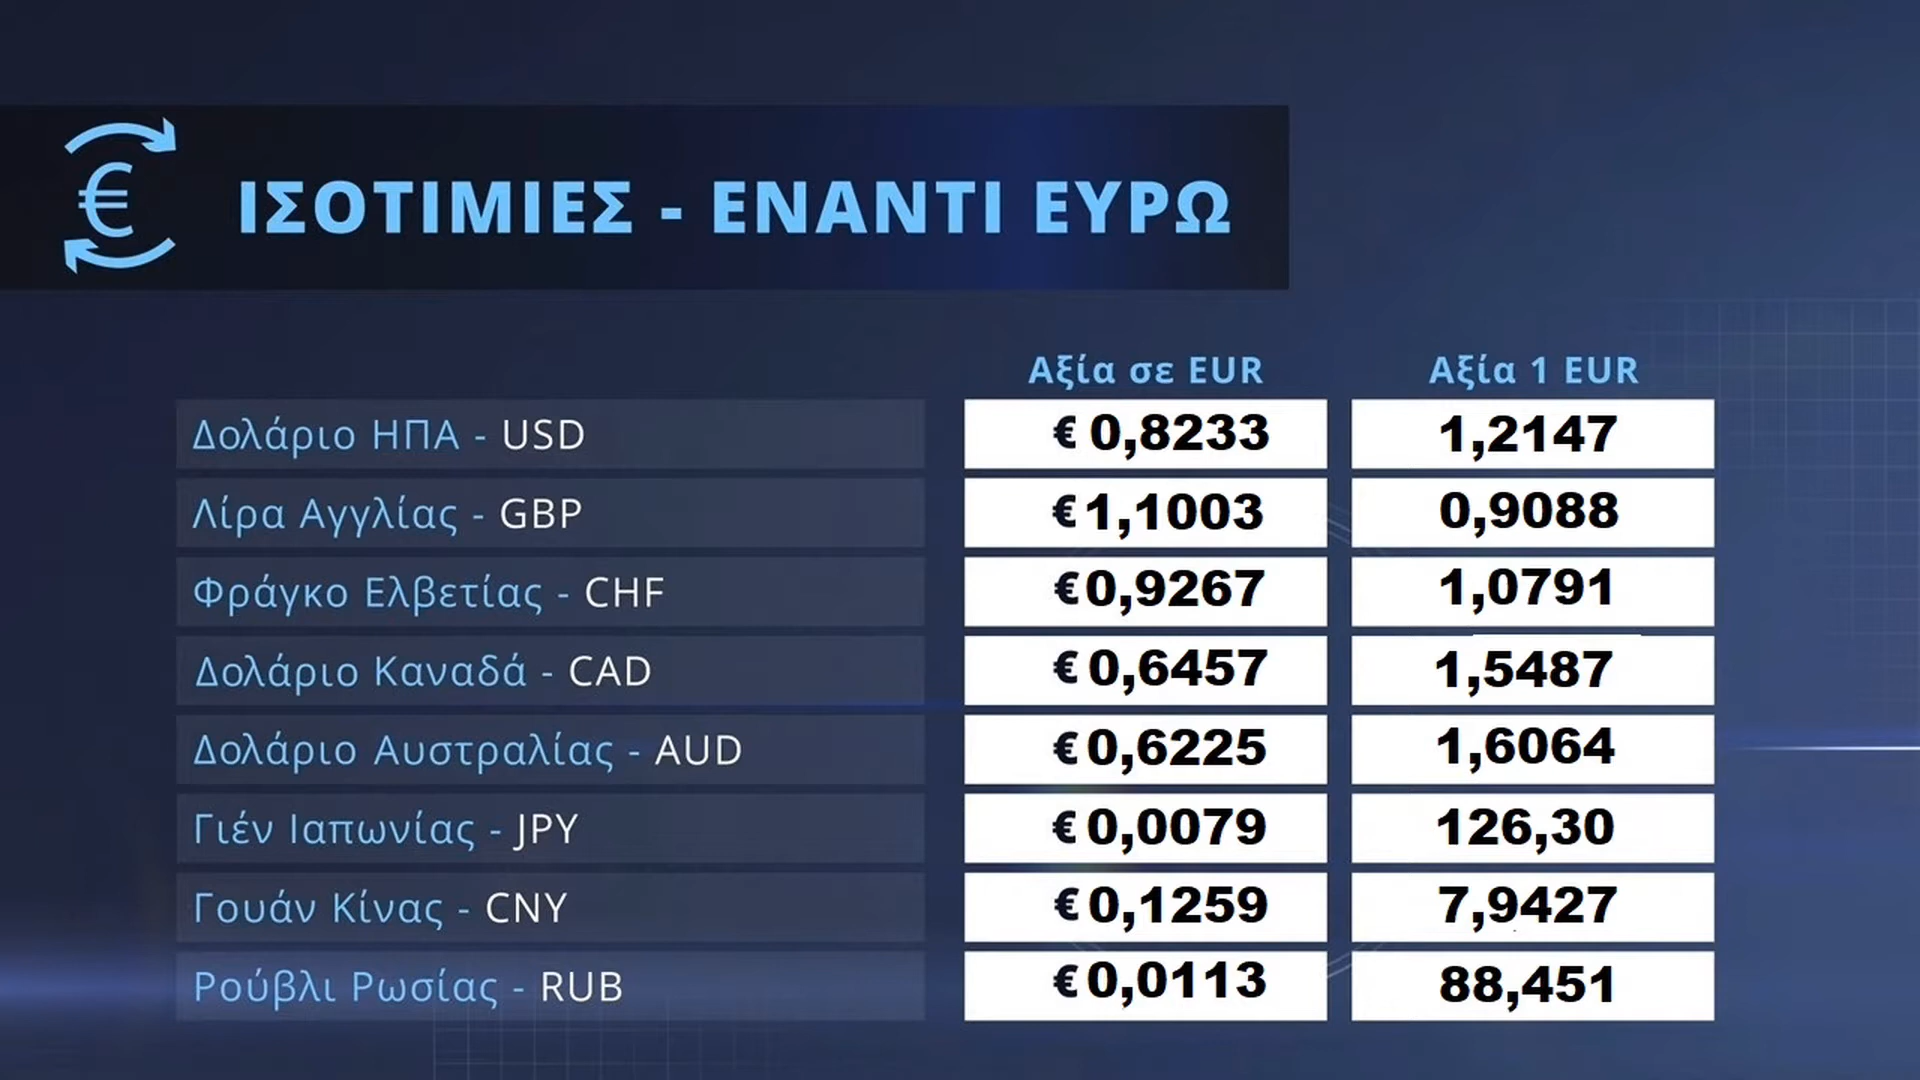 €
ΙΣΟΤΙΜΙΕΣ - ΕΝΑΝΤΙ ΕΥΡΩ
Αξία σε EUR Αξία 1 EUR
Δολάριο ΗΠΑ - USD € 0,8233 1,2147
Λίρα Αγγλίας - GBP € 1,1003 0,9088
Φράγκο Ελβετίας - CHF € 0,9267 1,0791
Δολάριο Καναδά - CAD € 0,6457 1,5487
Δολάριο Αυστραλίας - AUD € 0,6225 1,6064
Γιέν Ιαπωνίας - JPY € 0,0079 126,30
Γουάν Κίνας - CNY € 0,1259 7,9427
Ρούβλι Ρωσίας - RUB € 0,0113 88,451